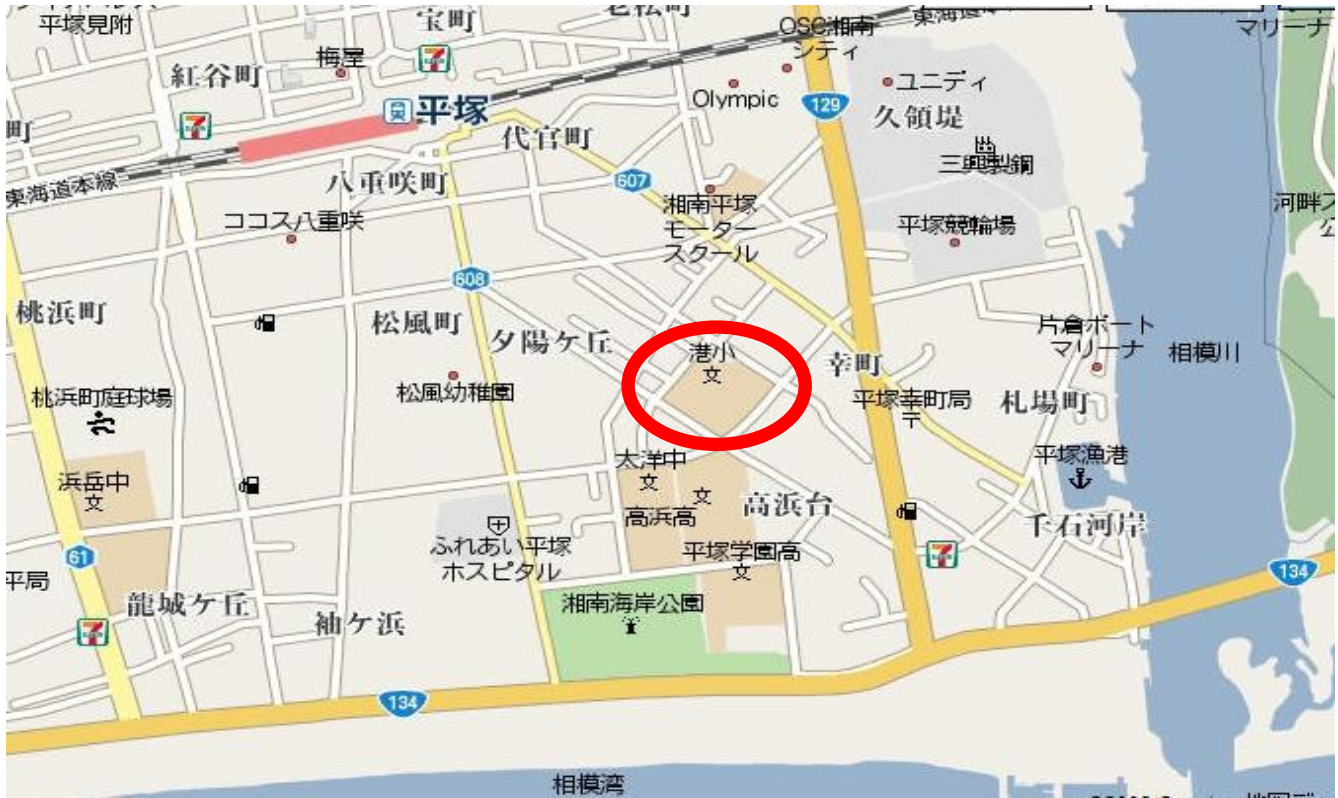 平塚見附
宝町
老松町
OSC湘南
シティ
東海道本
マリーナ
紅谷町
梅屋
Olympic
129
ユニディ
久領堤
平塚
代官町
三興製鋼
町
東海道本線
八重咲町
607
湘南平塚
モーター
スクール
平塚競輪場
河畔ス
公
ココス八重咲
608
桃浜町
松風町
夕陽ケ丘
港小
文
幸町
片倉ボート
マリーナ
相模川
桃浜町庭球場
松風幼稚園
平塚幸町局
札場町
浜岳中
文
太洋中
文
文
高浜高
高浜台
平塚漁港
千石河岸
61
平局
ふれあい平塚
ホスピタル
平塚学園高
文
134
龍城ケ丘
袖ケ浜
湘南海岸公園
134
相模湾